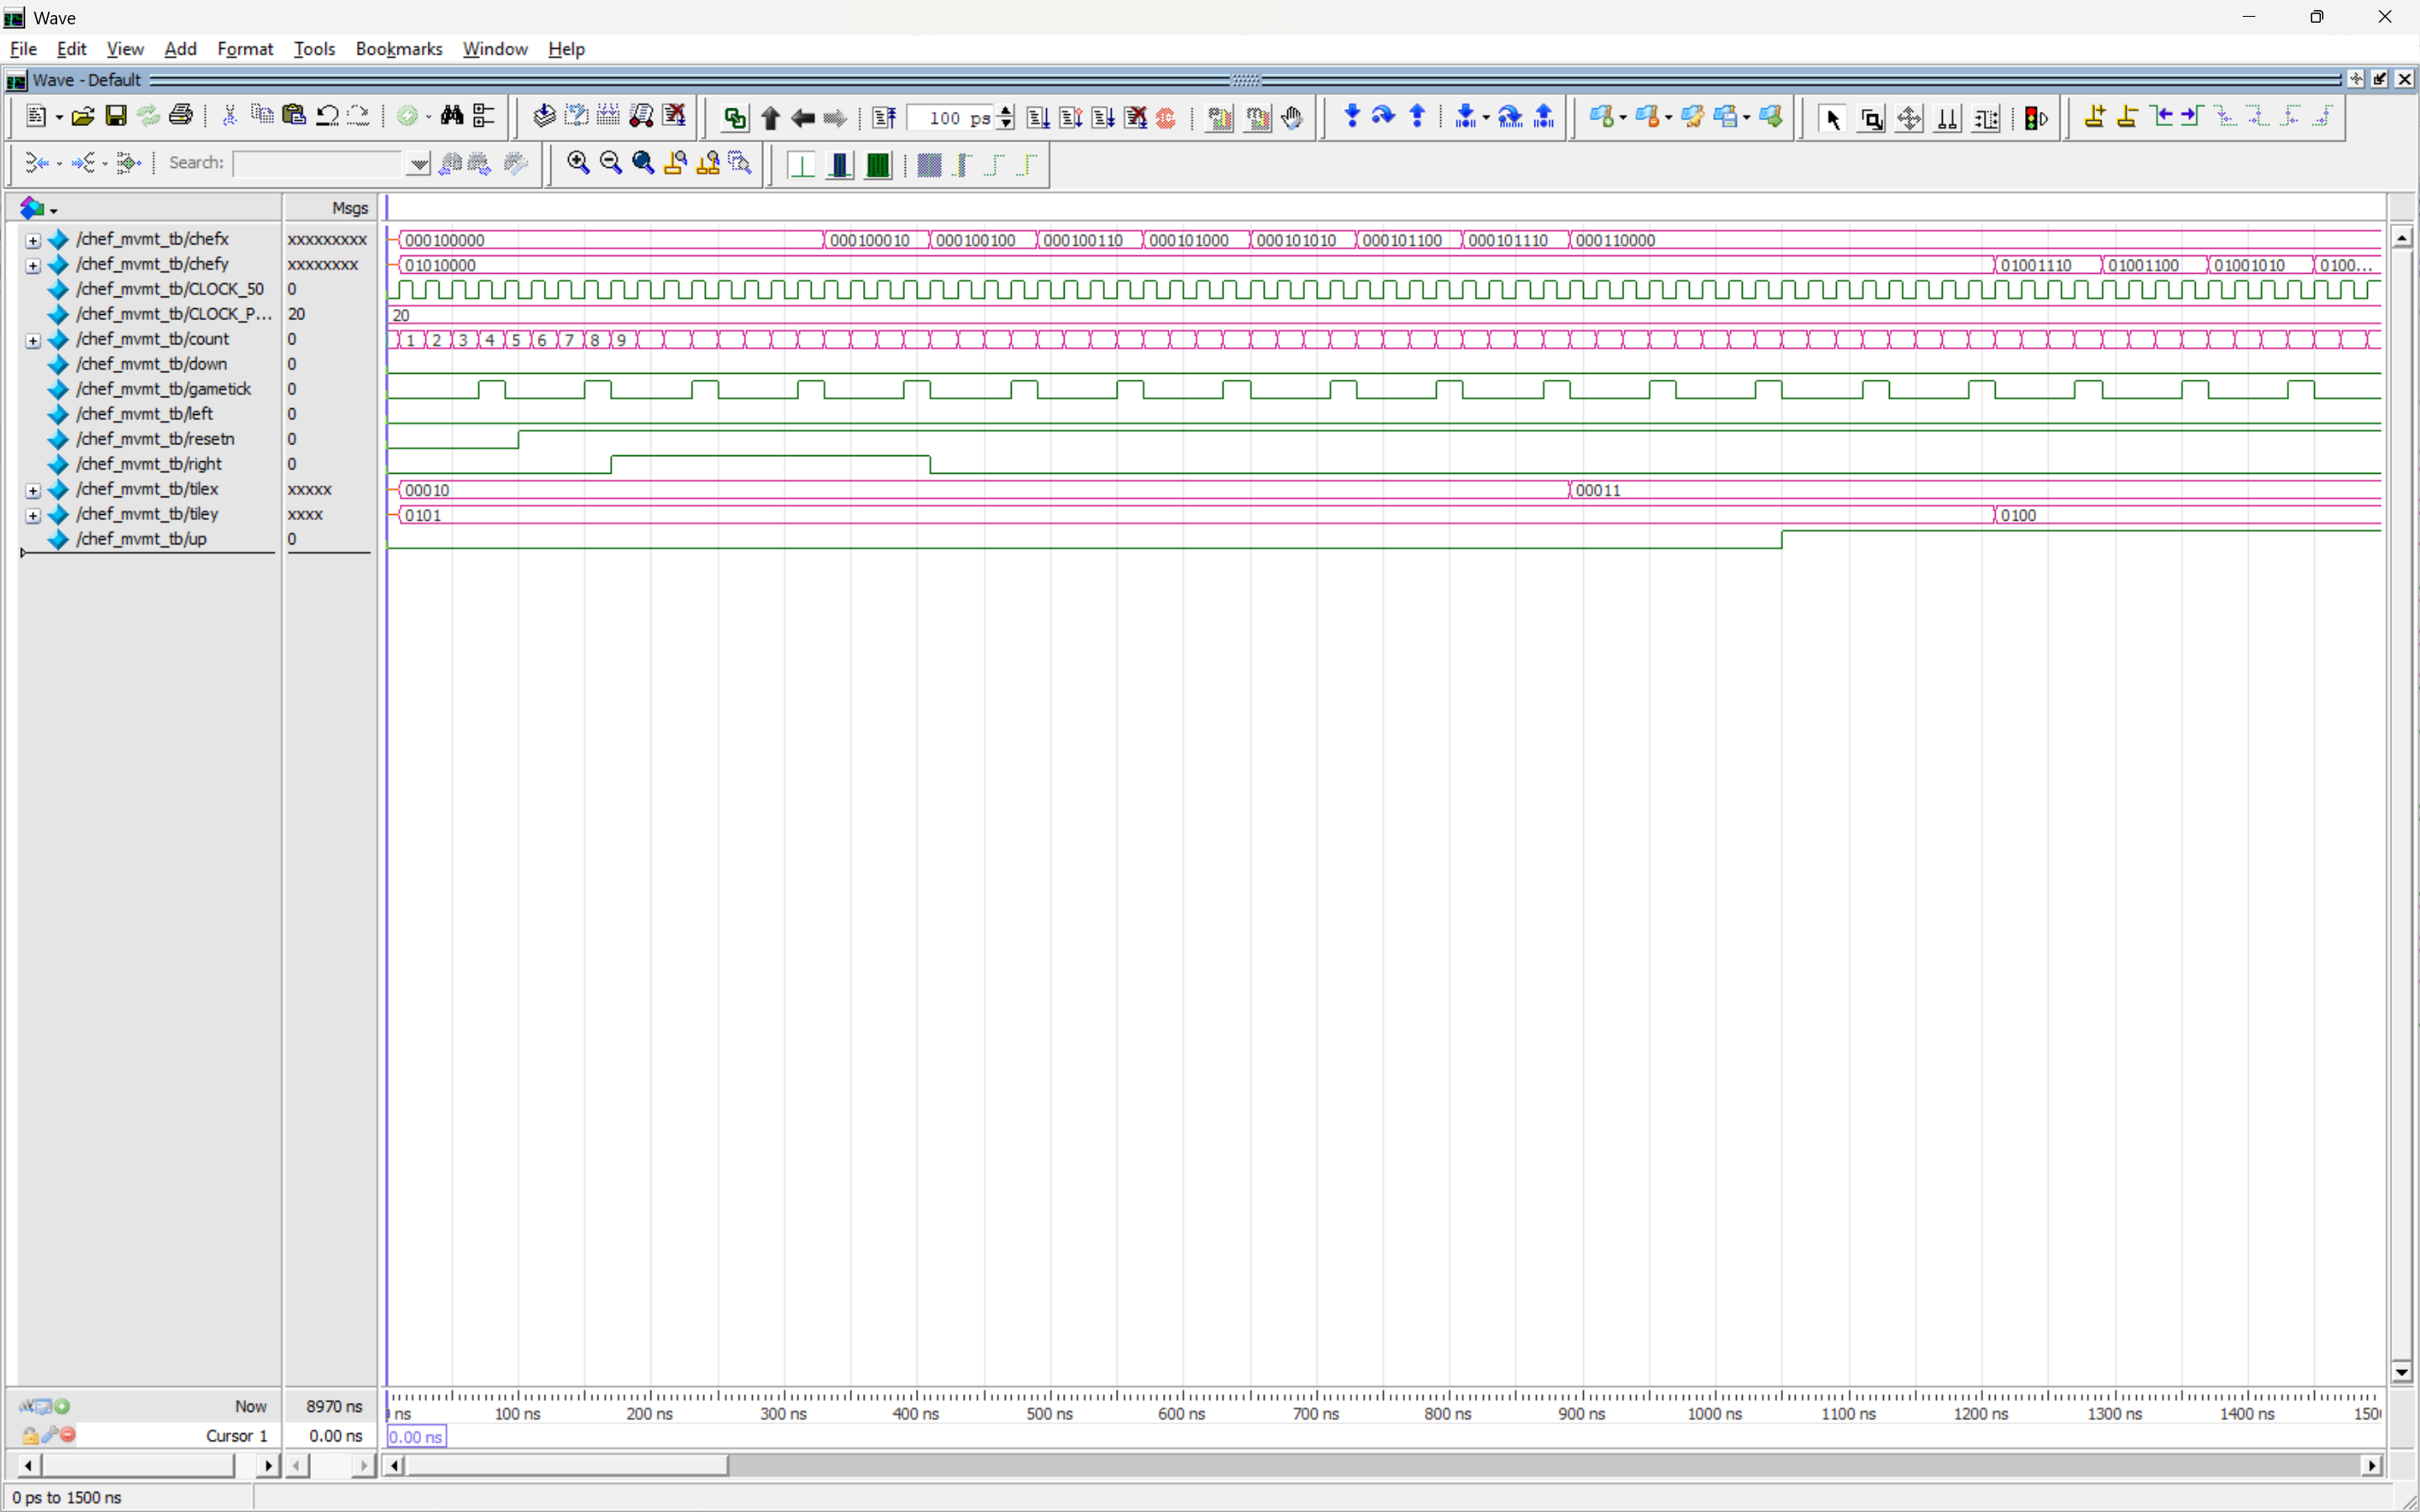 Wave
File Edit View Add Format Tools Bookmarks Window Help
Wave - Default
100 ps
Search:
Msgs
/chef_mvmt_tb/chefx xxxxxxxxx 000100000 000100010 000100100 000100110 000101000 000101010 000101100 000101110 000110000
/chef_mvmt_tb/chefy xxxxxxxx 01010000 01001110 01001100 01001010 0100...
/chef_mvmt_tb/CLOCK_50 0
/chef_mvmt_tb/CLOCK_P... 20 20
/chef_mvmt_tb/count 0 1 2 3 4 5 6 7 8 9
/chef_mvmt_tb/down 0
/chef_mvmt_tb/gametick 0
/chef_mvmt_tb/left 0
/chef_mvmt_tb/resetn 0
/chef_mvmt_tb/right 0
/chef_mvmt_tb/tilex xxxxx 00010 00011
/chef_mvmt_tb/tiley xxxx 0101 0100
/chef_mvmt_tb/up 0
Now 8970 ns ns 100 ns 200 ns 300 ns 400 ns 500 ns 600 ns 700 ns 800 ns 900 ns 1000 ns 1100 ns 1200 ns 1300 ns 1400 ns
Cursor 1 0.00 ns 0.00 ns
0 ps to 1500 ns